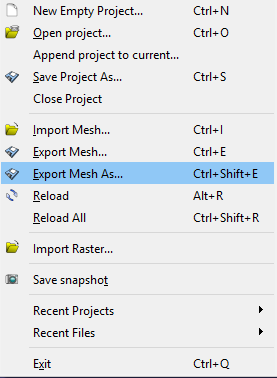 New Empty Project... Ctrl+N
Open project... Ctrl+O
Append project to current...
Save Project As... Ctrl+S
Close Project
Import Mesh... Ctrl+I
Export Mesh... Ctrl+E
Export Mesh As... Ctrl+Shift+E
Reload Alt+R
Reload All Ctrl+Shift+R
Import Raster...
Save snapshot
Recent Projects
Recent Files
Exit Ctrl+Q